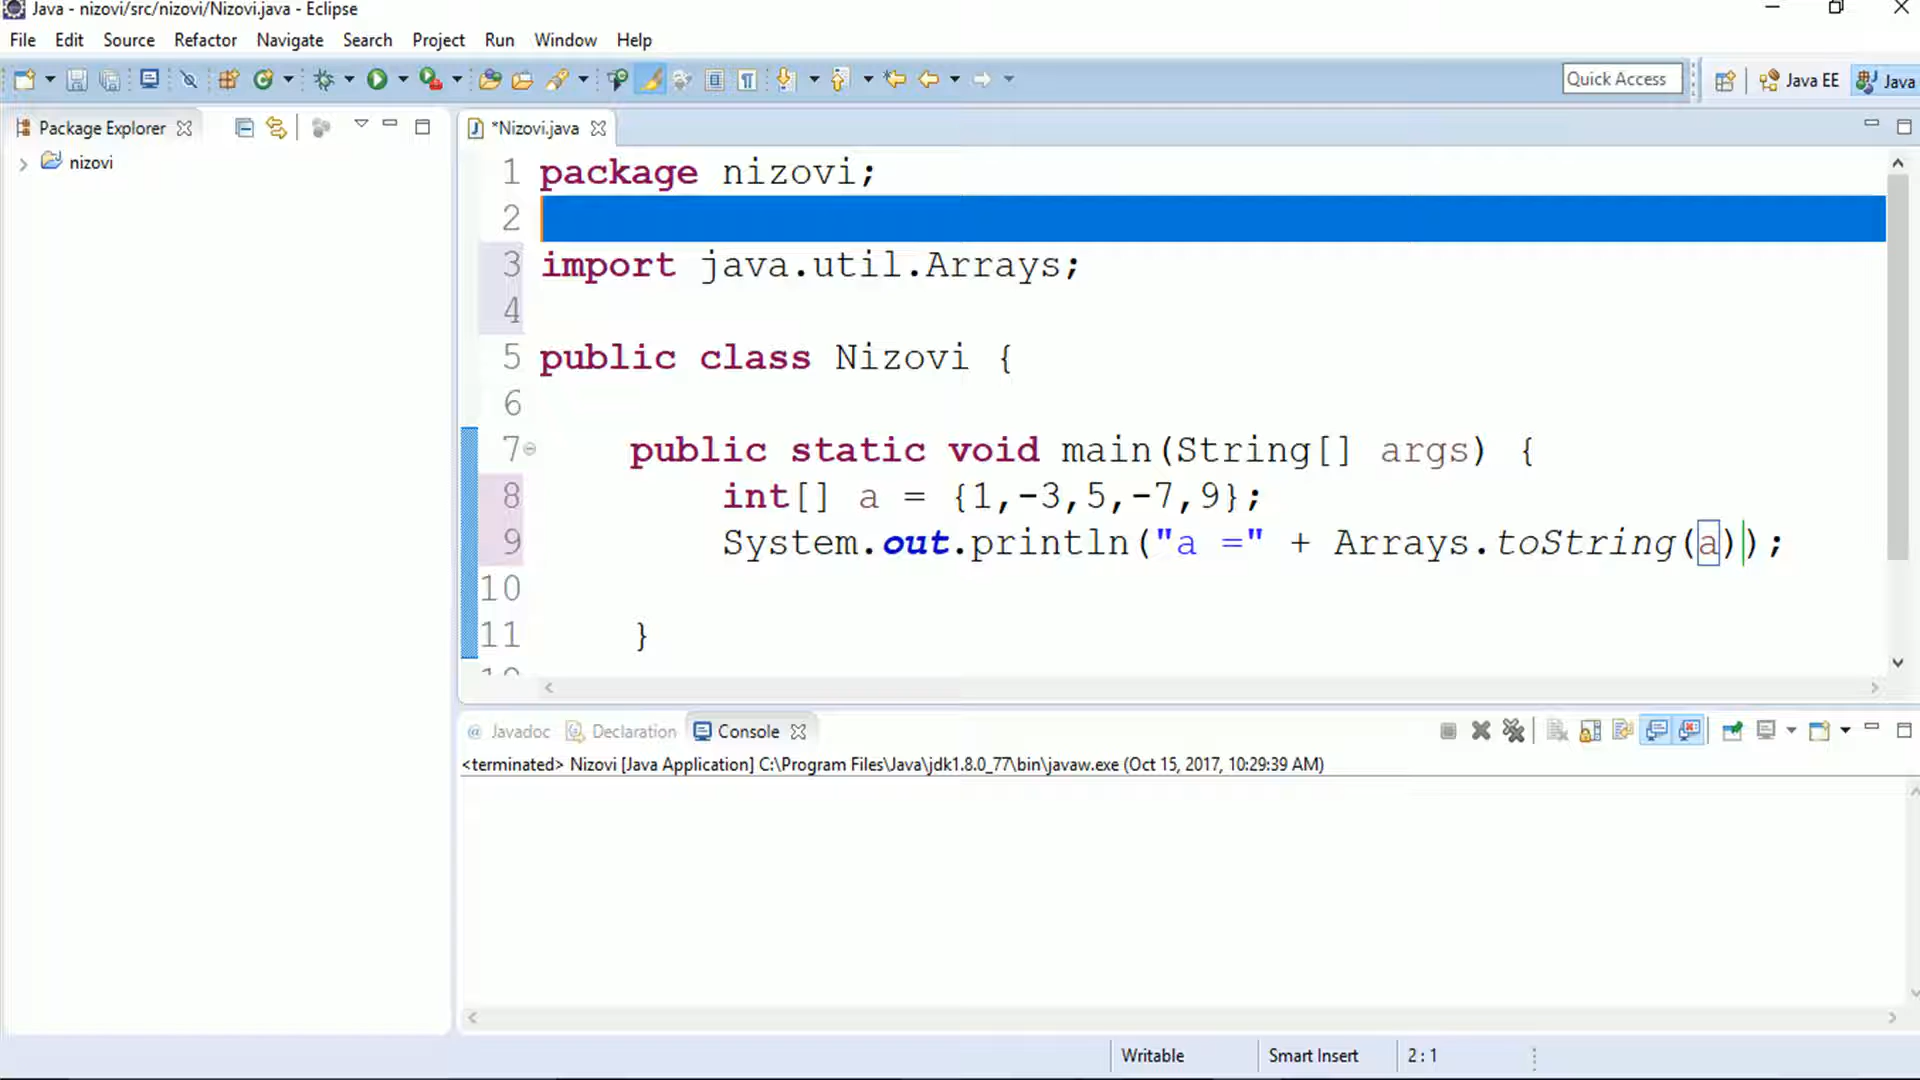 Java - nizovi/src/nizovi/Nizovi.java - Eclipse
File Edit Source Refactor Navigate Search Project Run Window Help
Quick Access Java EE Java
Package Explorer
nizovi
*Nizovi.java
1 package nizovi;
2
3 import java.util.Arrays;
4
5 public class Nizovi {
6
7 public static void main(String[] args) {
8 int[] a = {1,-3,5,-7,9};
9 System.out.println("a =" + Arrays.toString(a));
10
11 }
@ Javadoc Declaration Console
<terminated> Nizovi [Java Application] C:\Program Files\Java\jdk1.8.0_77\bin\javaw.exe (Oct 15, 2017, 10:29:39 AM)
Writable Smart Insert 2 : 1